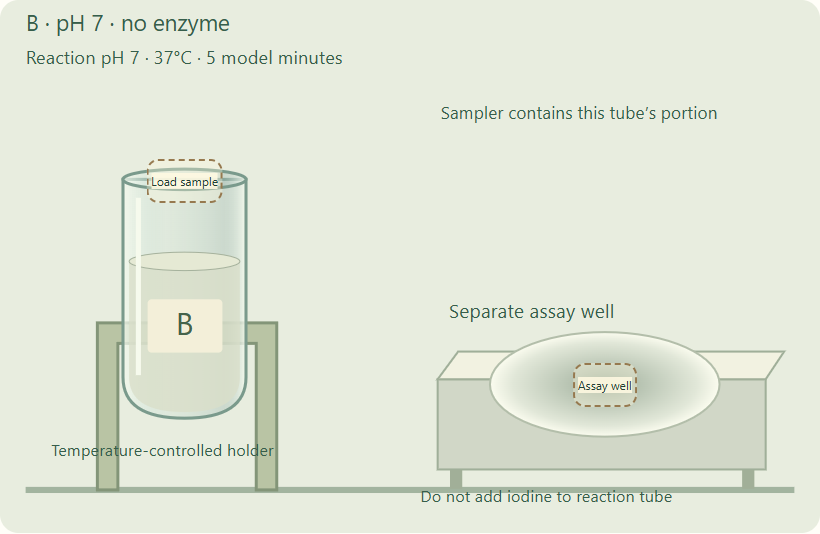 B · pH 7 · no enzyme
Reaction pH 7 · 37°C · 5 model minutes
Sampler contains this tube’s portion
Load sample
B
Separate assay well
Assay well
Temperature-controlled holder
Do not add iodine to reaction tube